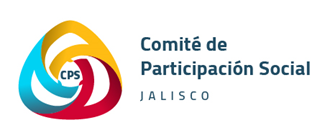 CPS
Comité de
Participación Social
JALISCO